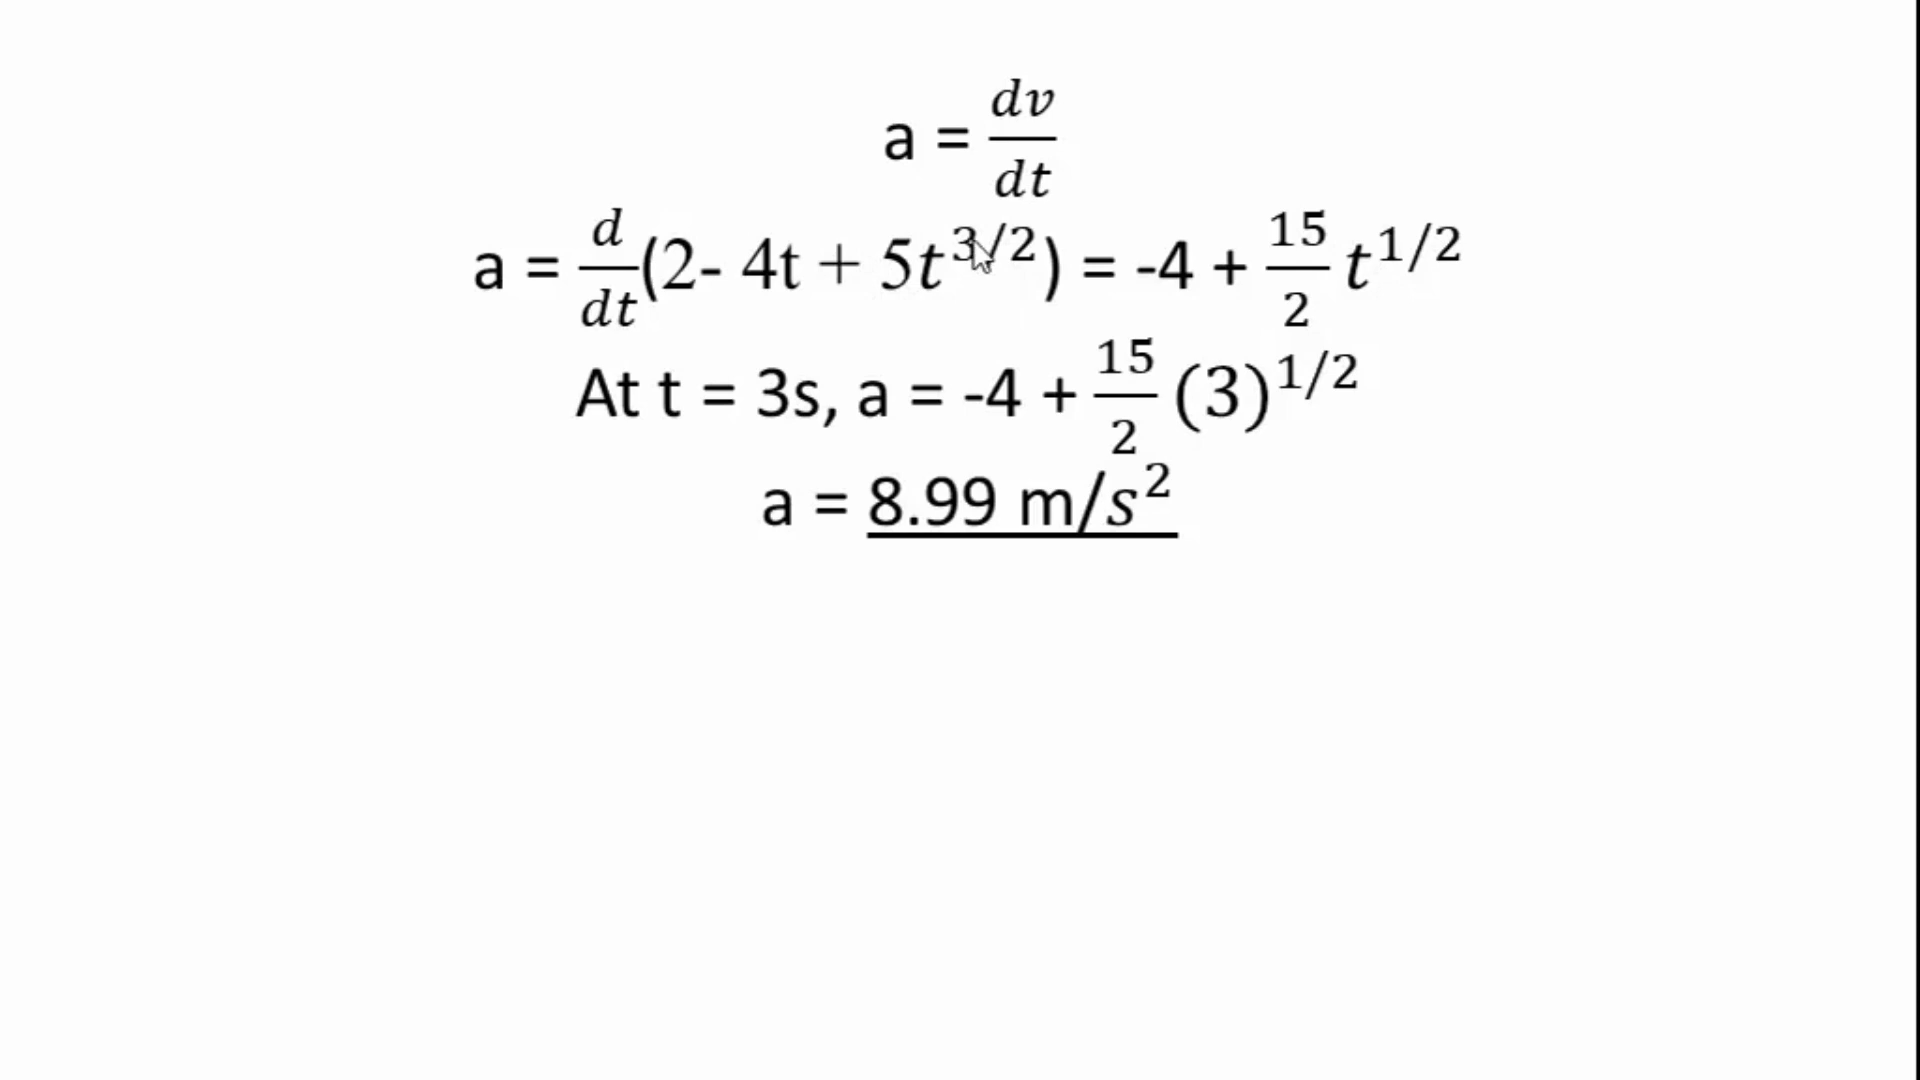 a = dv/dt
a = d/dt(2- 4t + 5t^3/2) = -4 + 15/2 t^1/2
At t = 3s, a = -4 + 15/2 (3)^1/2
a = 8.99 m/s^2